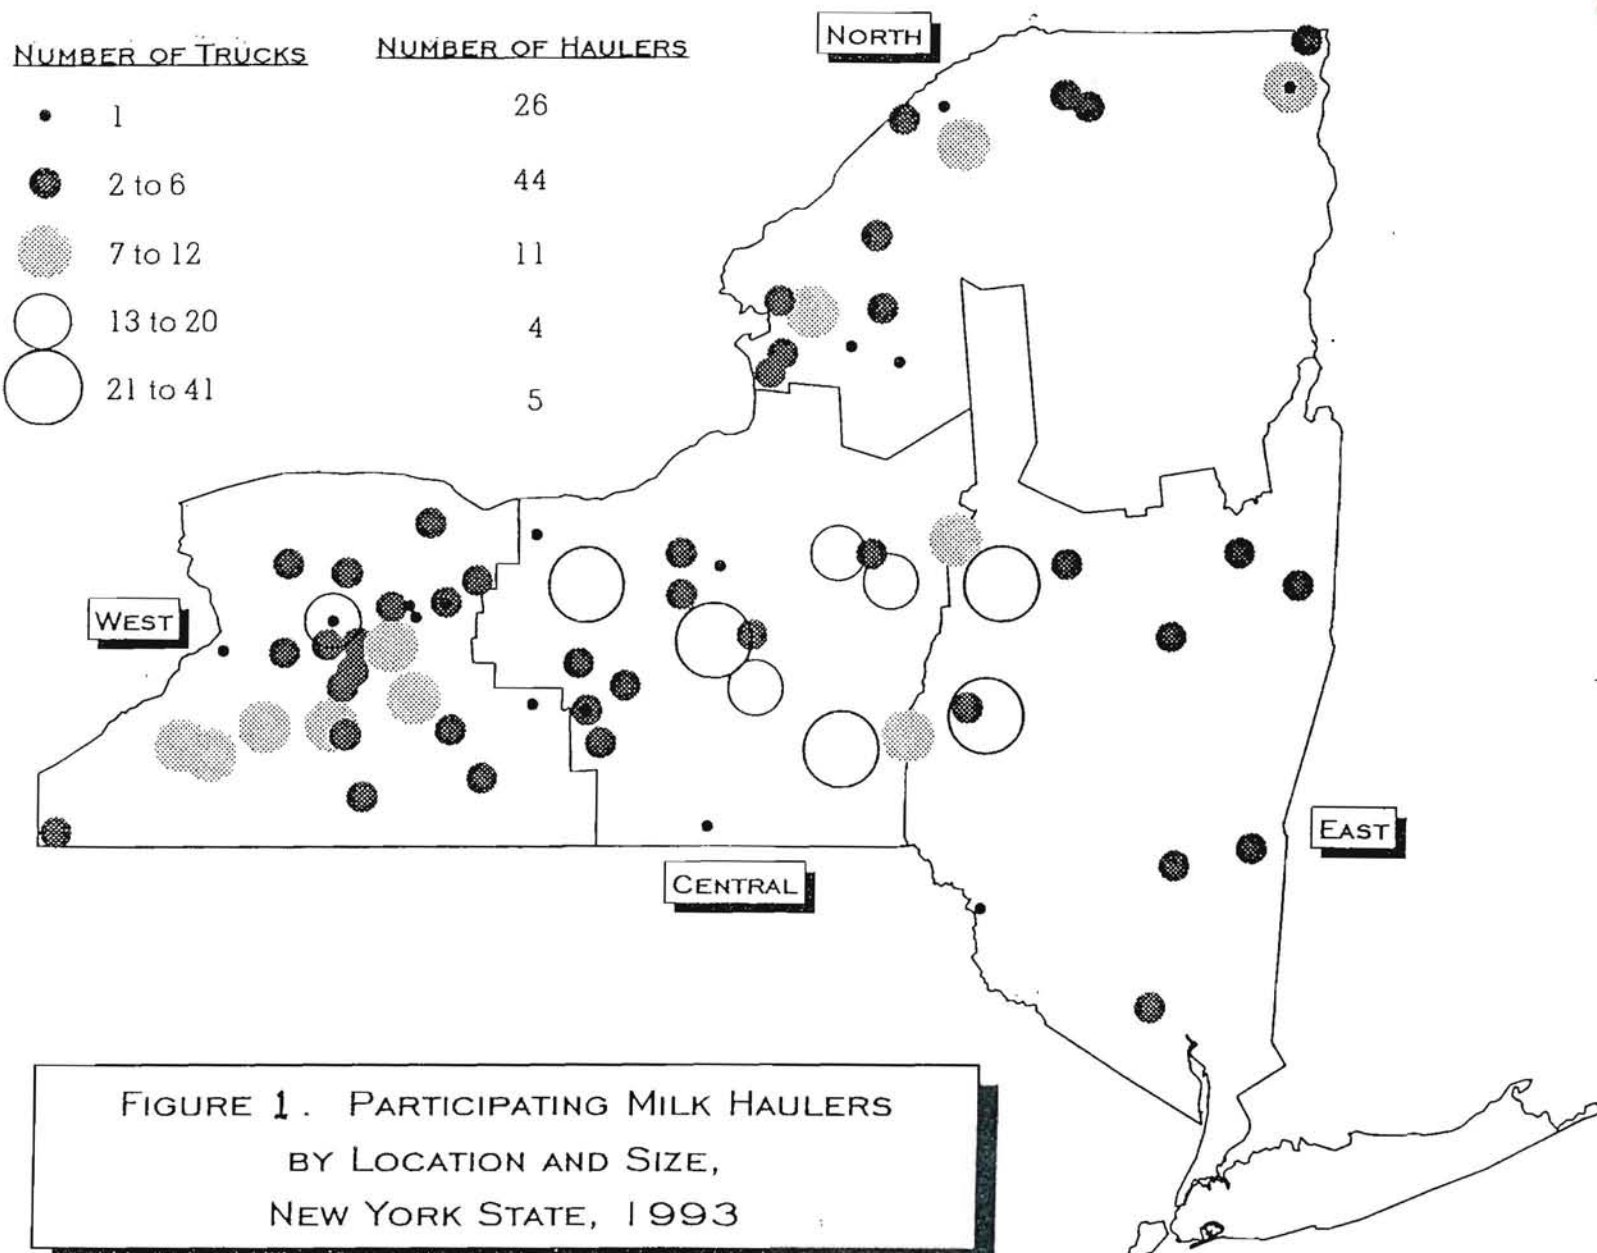 NUMBER OF TRUCKS NUMBER OF HAULERS
1 26
2 to 6 44
7 to 12 11
13 to 20 4
21 to 41 5
NORTH
WEST
EAST
CENTRAL
FIGURE 1. PARTICIPATING MILK HAULERS
BY LOCATION AND SIZE,
NEW YORK STATE, 1993